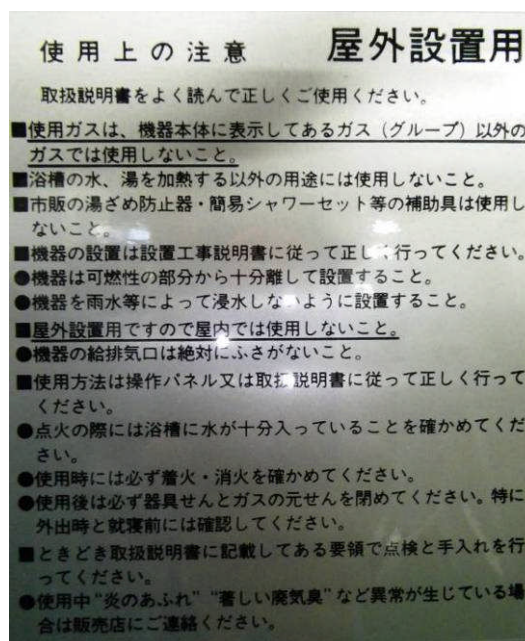 使用上の注意 屋外設置用
取扱説明書をよく読んで正しくご使用ください。
■使用ガスは、機器本体に表示してあるガス（グループ）以外の
ガスでは使用しないこと。
■浴槽の水、湯を加熱する以外の用途には使用しないこと。
■市販の湯ざめ防止器・簡易シャワーセット等の補助具は使用し
ないこと。
■機器の設置は設置工事説明書に従って正しく行ってください。
●機器は可燃性の部分から十分離して設置すること。
●機器を雨水等によって浸水しないように設置すること。
■屋外設置用ですので屋内では使用しないこと。
●機器の給排気口は絶対にふさがないこと。
■使用方法は操作パネル又は取扱説明書に従って正しく行って
ください。
●点火の際には浴槽に水が十分入っていることを確かめてくだ
さい。
●使用時には必ず着火・消火を確かめてください。
●使用後は必ず器具せんとガスの元せんを閉めてください。特に
外出時と就寝前には確認してください。
■ときどき取扱説明書に記載してある要領で点検と手入れを行
ってください。
●使用中“炎のあふれ”“著しい廃気臭”など異常が生じている場
合は販売店にご連絡ください。